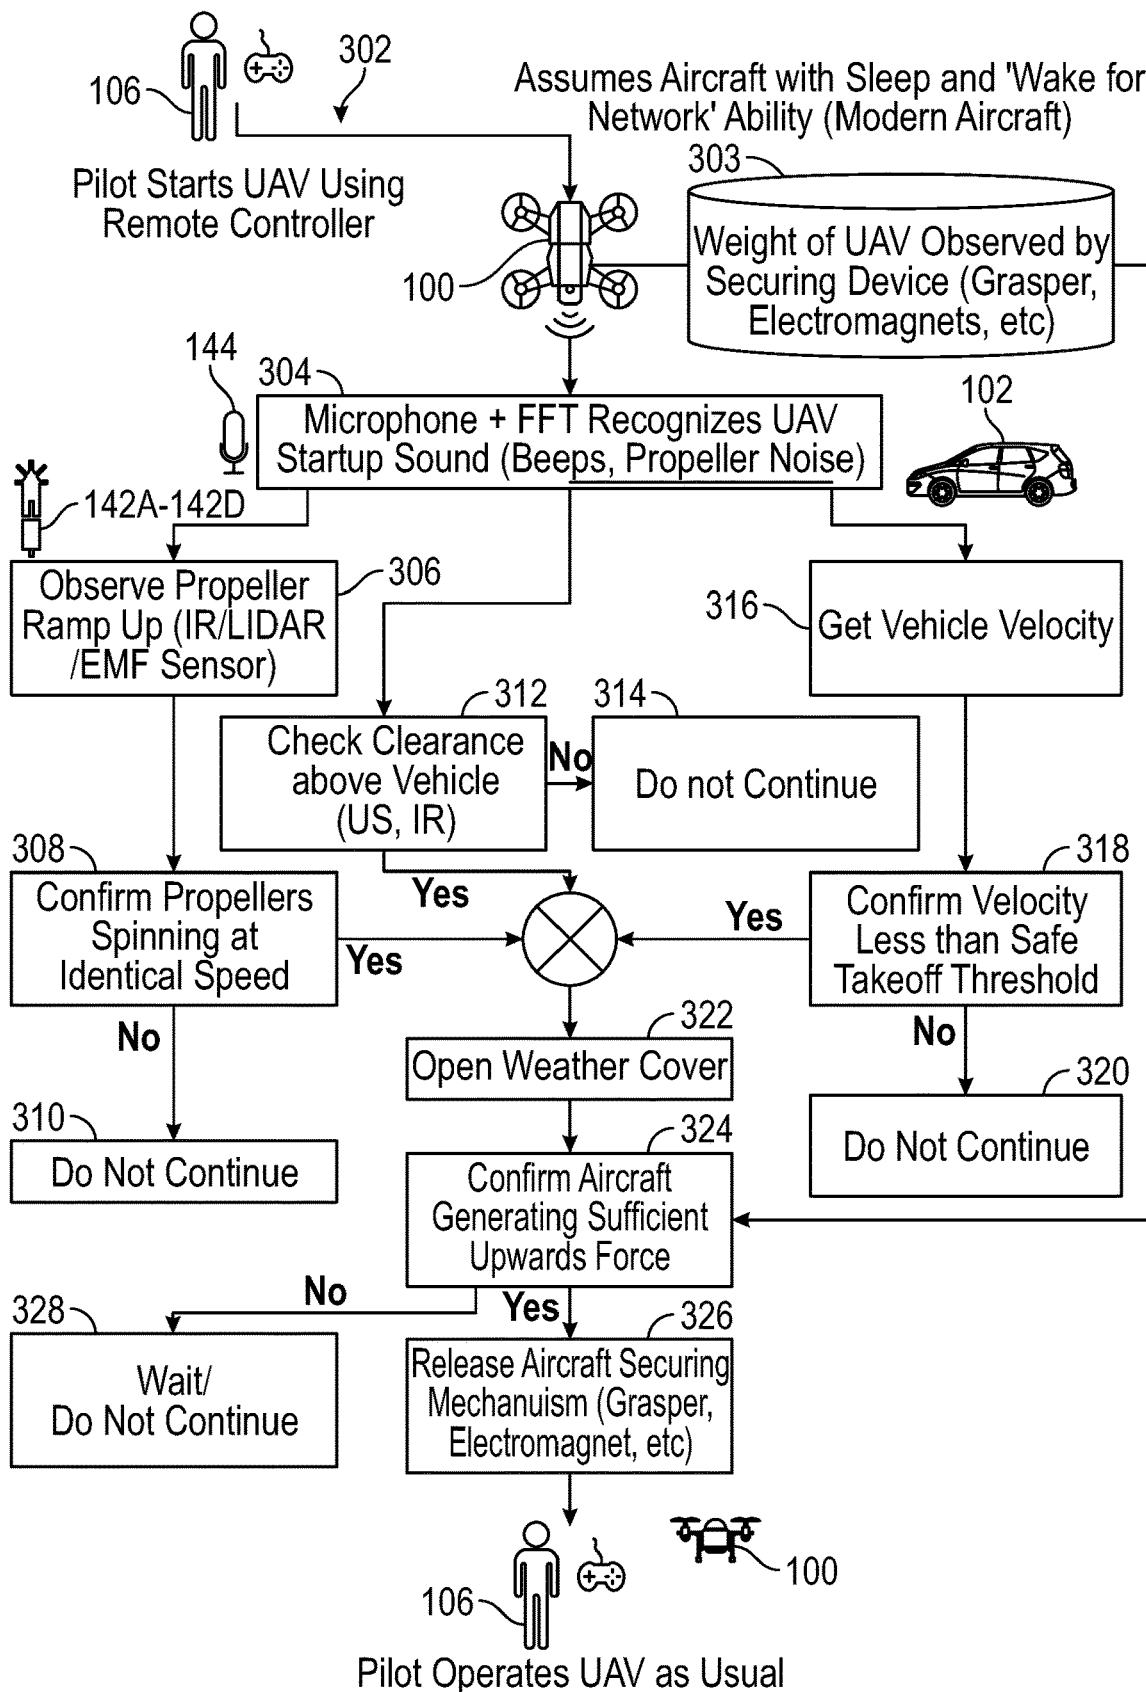 302
106
Assumes Aircraft with Sleep and 'Wake for
Network' Ability (Modern Aircraft)
Pilot Starts UAV Using
Remote Controller
303
100
Weight of UAV Observed by
Securing Device (Grasper,
Electromagnets, etc)
144
304
102
Microphone + FFT Recognizes UAV
Startup Sound (Beeps, Propeller Noise)
142A-142D
306
Observe Propeller
Ramp Up (IR/LIDAR
/EMF Sensor)
316
Get Vehicle Velocity
312
Check Clearance
above Vehicle
(US, IR)
No
314
Do not Continue
308
Confirm Propellers
Spinning at
Identical Speed
Yes
Yes
Yes
318
Confirm Velocity
Less than Safe
Takeoff Threshold
No
No
322
Open Weather Cover
320
Do Not Continue
310
Do Not Continue
324
Confirm Aircraft
Generating Sufficient
Upwards Force
No
Yes
328
Wait/
Do Not Continue
326
Release Aircraft Securing
Mechanuism (Grasper,
Electromagnet, etc)
100
106
Pilot Operates UAV as Usual